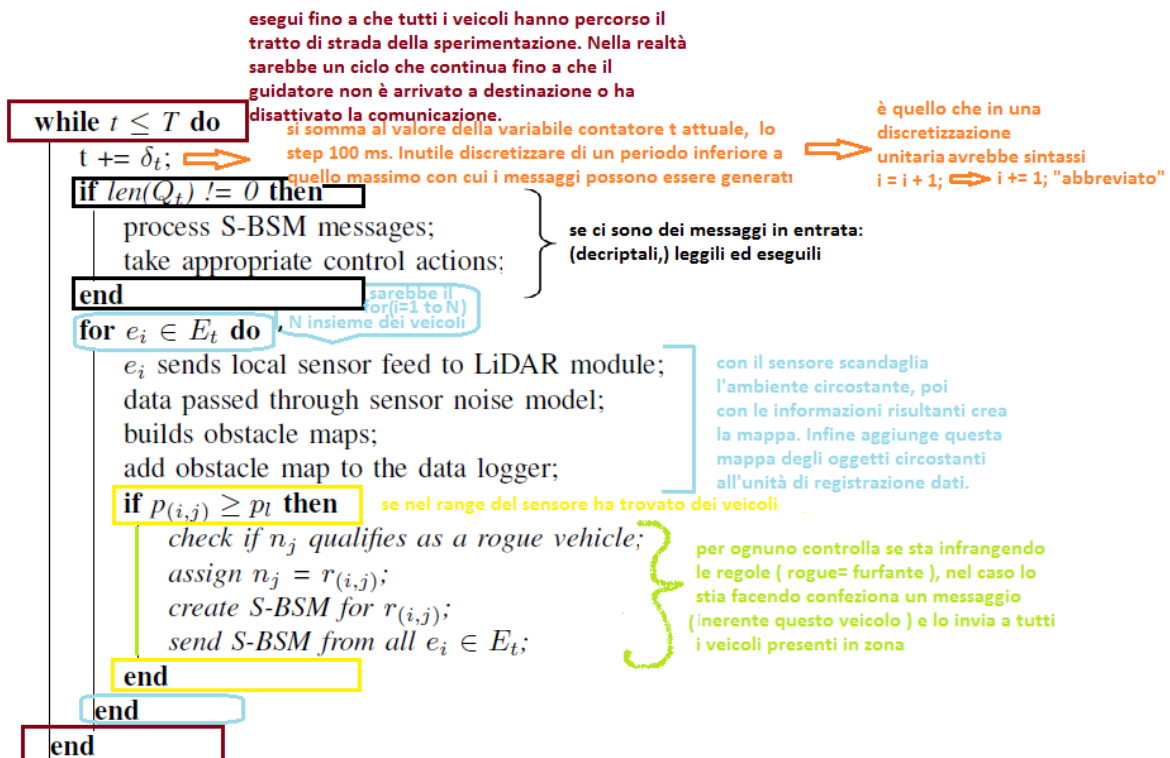 esegui fino a che tutti i veicoli hanno percorso il
tratto di strada della sperimentazione. Nella realtà
sarebbe un ciclo che continua fino a che il
guidatore non è arrivato a destinazione o ha
disattivato la comunicazione.
while t ≤ T do
t += δt;
si somma al valore della variabile contatore t attuale, lo
step 100 ms. Inutile discretizzare di un periodo inferiore a
quello massimo con cui i messaggi possono essere generati
è quello che in una
discretizzazione
unitaria avrebbe sintassi
i = i + 1; i += 1; "abbreviato"
if len(Qt) != 0 then
process S-BSM messages;
take appropriate control actions;
end
se ci sono dei messaggi in entrata:
(decriptali,) leggili ed eseguili
sarebbe il
for(i=1 to N)
N insieme dei veicoli
for ei ∈ Et do
ei sends local sensor feed to LiDAR module;
data passed through sensor noise model;
builds obstacle maps;
add obstacle map to the data logger;
con il sensore scandaglia
l'ambiente circostante, poi
con le informazioni risultanti crea
la mappa. Infine aggiunge questa
mappa degli oggetti circostanti
all'unità di registrazione dati.
if p(i,j) ≥ pl then
se nel range del sensore ha trovato dei veicoli
check if nj qualifies as a rogue vehicle;
assign nj = r(i,j);
create S-BSM for r(i,j);
send S-BSM from all ei ∈ Et;
per ognuno controlla se sta infrangendo
le regole ( rogue= furfante ), nel caso lo
stia facendo confeziona un messaggio
(inerente questo veicolo ) e lo invia a tutti
i veicoli presenti in zona
end
end
end